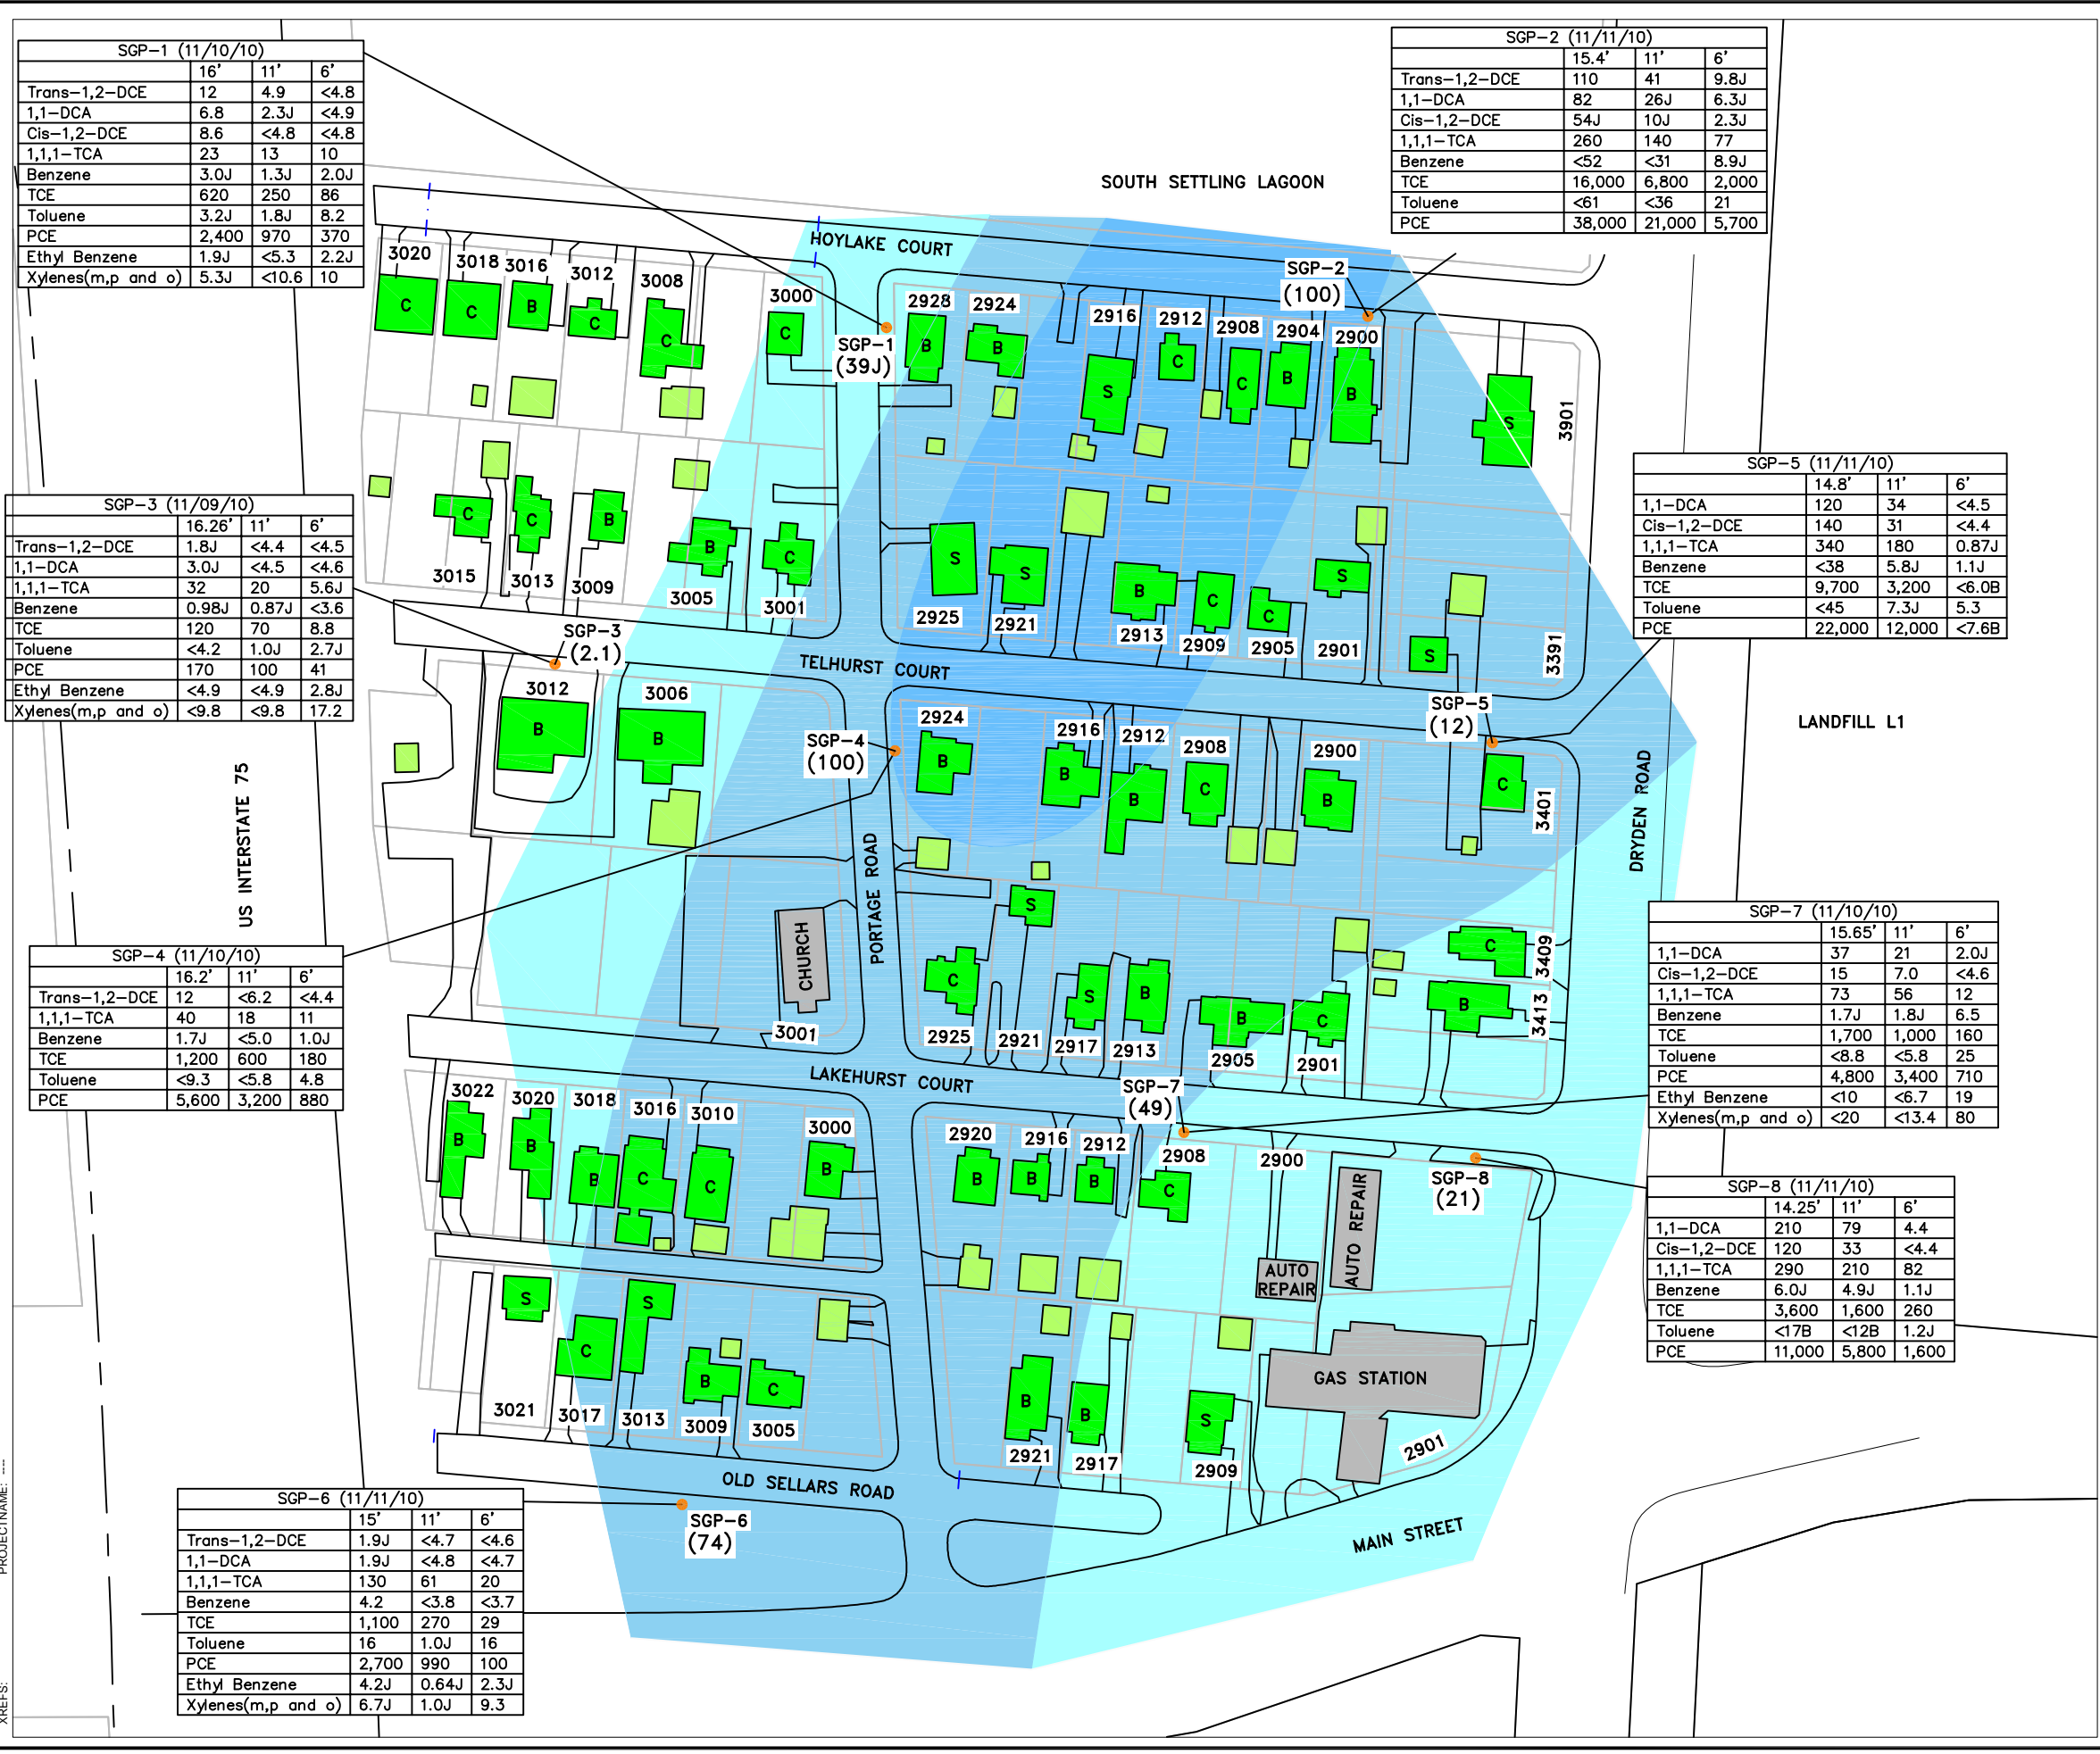 SGP-1 (11/10/10)
16' 11' 6'
Trans-1,2-DCE 12 4.9 <4.8
1,1-DCA 6.8 2.3J <4.9
Cis-1,2-DCE 8.6 <4.8 <4.8
1,1,1-TCA 23 13 10
Benzene 3.0J 1.3J 2.0J
TCE 620 250 86
Toluene 3.2J 1.8J 8.2
PCE 2,400 970 370
Ethyl Benzene 1.9J <5.3 2.2J
Xylenes(m,p and o) 5.3J <10.6 10
SGP-2 (11/11/10)
15.4' 11' 6'
Trans-1,2-DCE 110 41 9.8J
1,1-DCA 82 26J 6.3J
Cis-1,2-DCE 54J 10J 2.3J
1,1,1-TCA 260 140 77
Benzene <52 <31 8.9J
TCE 16,000 6,800 2,000
Toluene <61 <36 21
PCE 38,000 21,000 5,700
SGP-3 (11/09/10)
16.26' 11' 6'
Trans-1,2-DCE 1.8J <4.4 <4.5
1,1-DCA 3.0J <4.5 <4.6
1,1,1-TCA 32 20 5.6J
Benzene 0.98J 0.87J <3.6
TCE 120 70 8.8
Toluene <4.2 1.0J 2.7J
PCE 170 100 41
Ethyl Benzene <4.9 <4.9 2.8J
Xylenes(m,p and o) <9.8 <9.8 17.2
SGP-5 (11/11/10)
14.8' 11' 6'
1,1-DCA 120 34 <4.5
Cis-1,2-DCE 140 31 <4.4
1,1,1-TCA 340 180 0.87J
Benzene <38 5.8J 1.1J
TCE 9,700 3,200 <6.0B
Toluene <45 7.3J 5.3
PCE 22,000 12,000 <7.6B
SGP-4 (11/10/10)
16.2' 11' 6'
Trans-1,2-DCE 12 <6.2 <4.4
1,1,1-TCA 40 18 11
Benzene 1.7J <5.0 1.0J
TCE 1,200 600 180
Toluene <9.3 <5.8 4.8
PCE 5,600 3,200 880
SGP-7 (11/10/10)
15.65' 11' 6'
1,1-DCA 37 21 2.0J
Cis-1,2-DCE 15 7.0 <4.6
1,1,1-TCA 73 56 12
Benzene 1.7J 1.8J 6.5
TCE 1,700 1,000 160
Toluene <8.8 <5.8 25
PCE 4,800 3,400 710
Ethyl Benzene <10 <6.7 19
Xylenes(m,p and o) <20 <13.4 80
SGP-8 (11/11/10)
14.25' 11' 6'
1,1-DCA 210 79 4.4
Cis-1,2-DCE 120 33 <4.4
1,1,1-TCA 290 210 82
Benzene 6.0J 4.9J 1.1J
TCE 3,600 1,600 260
Toluene <17B <12B 1.2J
PCE 11,000 5,800 1,600
SGP-6 (11/11/10)
15' 11' 6'
Trans-1,2-DCE 1.9J <4.7 <4.6
1,1-DCA 1.9J <4.8 <4.7
1,1,1-TCA 130 61 20
Benzene 4.2 <3.8 <3.7
TCE 1,100 270 29
Toluene 16 1.0J 16
PCE 2,700 990 100
Ethyl Benzene 4.2J 0.64J 2.3J
Xylenes(m,p and o) 6.7J 1.0J 9.3
SOUTH SETTLING LAGOON
HOYLAKE COURT
3020 3018 3016 3012 3008 3000
C C B C C C
SGP-1
(39J)
2928 2924 2916 2912 2908 2904 2900
B B S C C B B
SGP-2
(100)
S
3901
C C B B C
3015 3013 3009 3005 3001
S S B C C S S
2925 2921 2913 2909 2905 2901
3391
SGP-3
(2.1)
TELHURST COURT
3012 3006
B B
SGP-4
(100)
2924 2916 2912 2908 2900
B B B C B
SGP-5
(12)
C
3401
LANDFILL L1
DRYDEN ROAD
US INTERSTATE 75
PORTAGE ROAD
CHURCH
3001
S
C S B B C
2925 2921 2917 2913 2905 2901
C
3409
B
3413
LAKEHURST COURT
SGP-7
(49)
3022 3020 3018 3016 3010 3000
B B B C C B
2920 2916 2912 2908 2900
B B B C
SGP-8
(21)
AUTO REPAIR
AUTO
REPAIR
S C S B C
3021 3017 3013 3009 3005
B B S
2921 2917 2909
GAS STATION
2901
OLD SELLARS ROAD
SGP-6
(74)
MAIN STREET
PROJECTNAME: ---
XREFS: